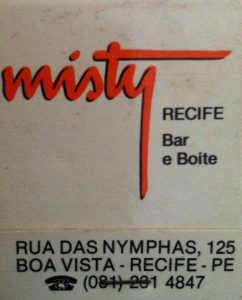 misty
RECIFE
Bar
e Boite
RUA DAS NYMPHAS, 125
BOA VISTA - RECIFE - PE
☎ (081) 231 4847